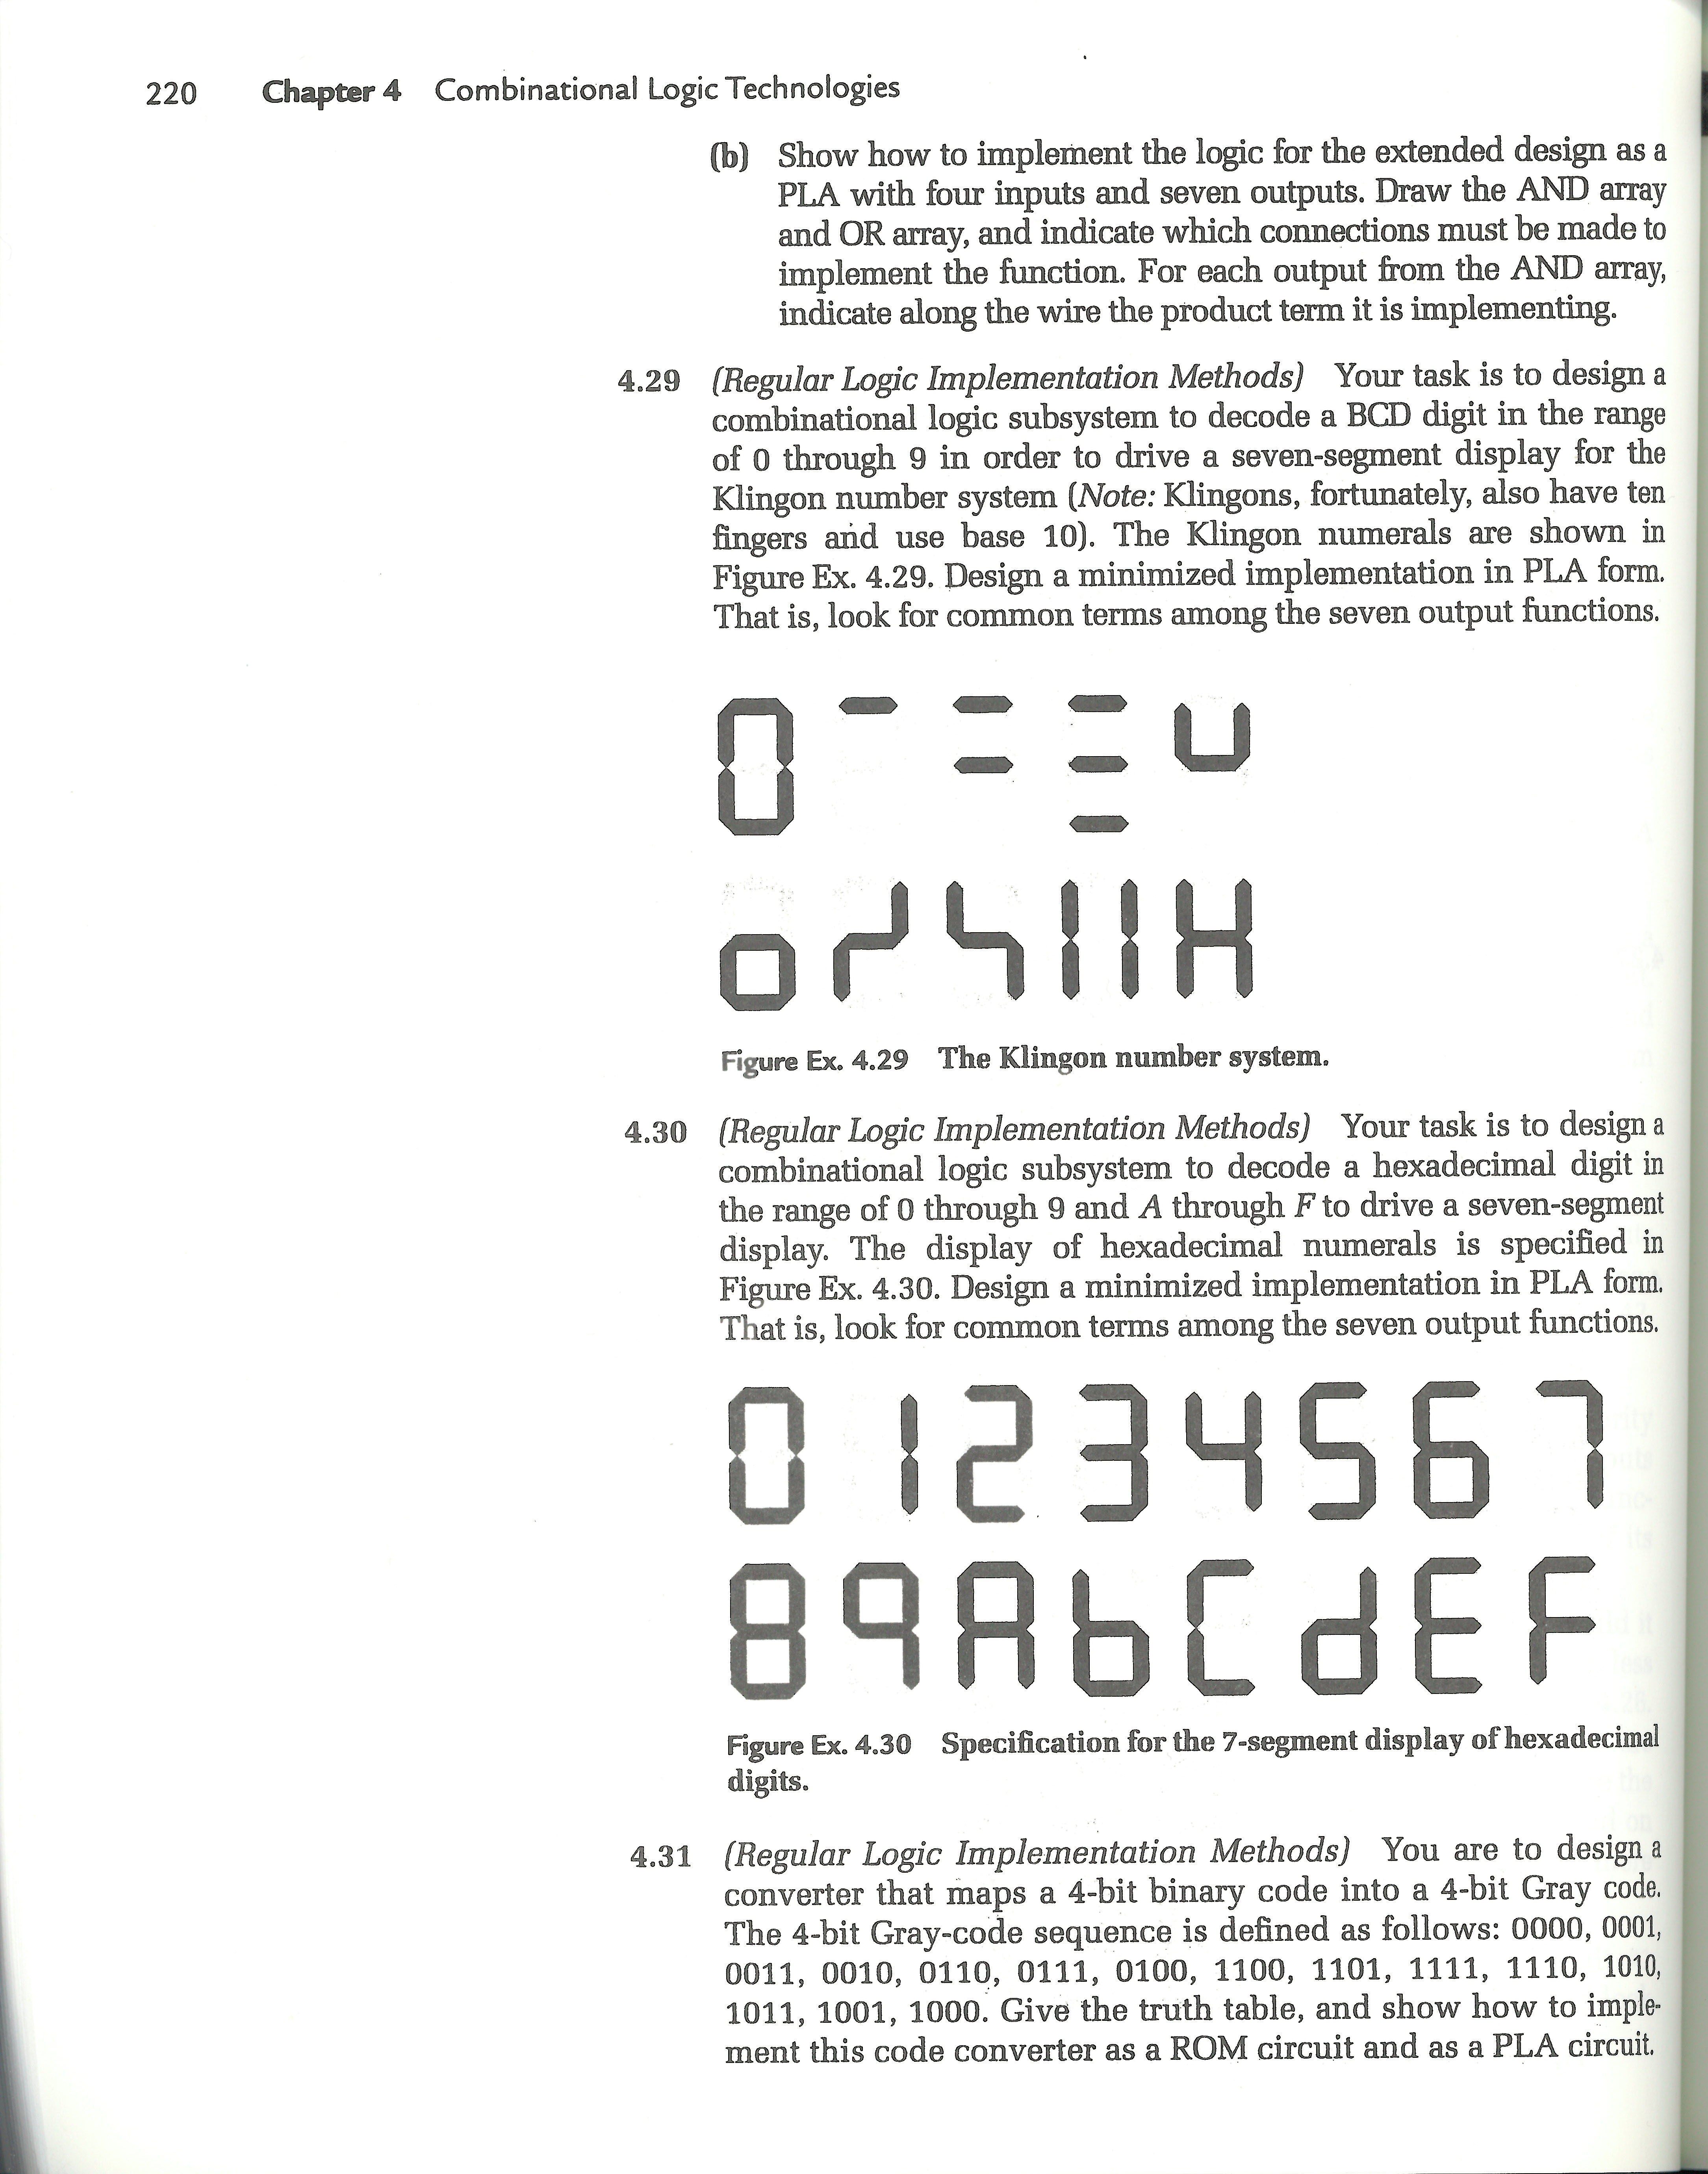 220 Chapter 4 Combinational Logic Technologies
(b) Show how to implement the logic for the extended design as a
PLA with four inputs and seven outputs. Draw the AND array
and OR array, and indicate which connections must be made to
implement the function. For each output from the AND array,
indicate along the wire the product term it is implementing.
4.29 (Regular Logic Implementation Methods) Your task is to design a
combinational logic subsystem to decode a BCD digit in the range
of 0 through 9 in order to drive a seven-segment display for the
Klingon number system (Note: Klingons, fortunately, also have ten
fingers and use base 10). The Klingon numerals are shown in
Figure Ex. 4.29. Design a minimized implementation in PLA form.
That is, look for common terms among the seven output functions.
Figure Ex. 4.29 The Klingon number system.
4.30 (Regular Logic Implementation Methods) Your task is to design a
combinational logic subsystem to decode a hexadecimal digit in
the range of 0 through 9 and A through F to drive a seven-segment
display. The display of hexadecimal numerals is specified in
Figure Ex. 4.30. Design a minimized implementation in PLA form.
That is, look for common terms among the seven output functions.
0 1 2 3 4 5 6 7
8 9 A b C d E F
Figure Ex. 4.30 Specification for the 7-segment display of hexadecimal
digits.
4.31 (Regular Logic Implementation Methods) You are to design a
converter that maps a 4-bit binary code into a 4-bit Gray code.
The 4-bit Gray-code sequence is defined as follows: 0000, 0001,
0011, 0010, 0110, 0111, 0100, 1100, 1101, 1111, 1110, 1010,
1011, 1001, 1000. Give the truth table, and show how to imple-
ment this code converter as a ROM circuit and as a PLA circuit.